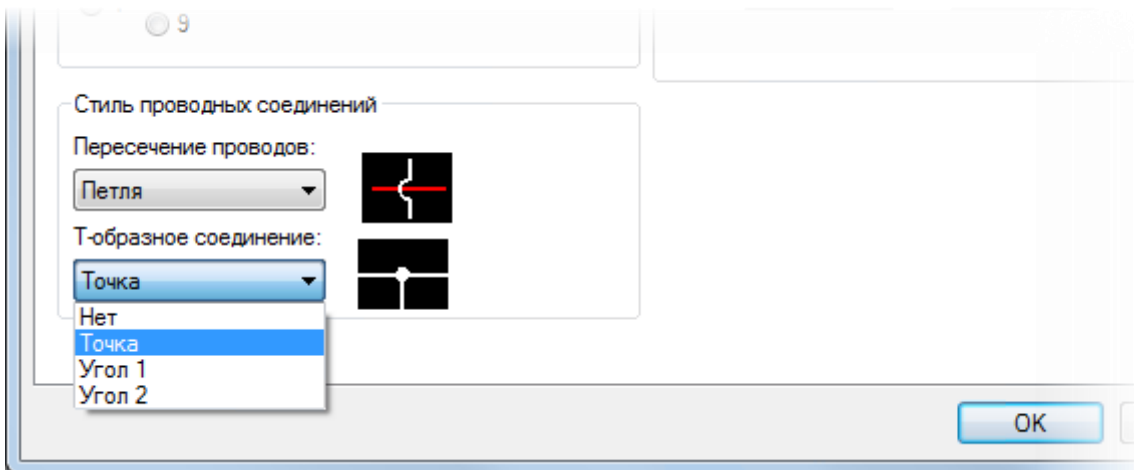 9
Стиль проводных соединений
Пересечение проводов:
Петля
Т-образное соединение:
Точка
Нет
Точка
Угол 1
Угол 2
OK